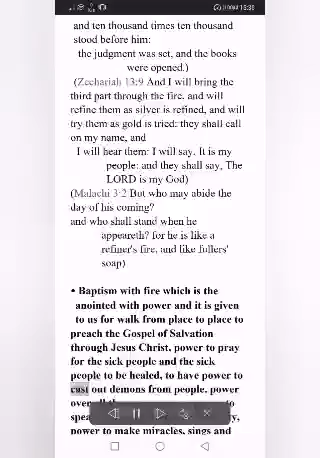 15:30
and ten thousand times ten thousand
stood before him:
the judgment was set, and the books
were opened.)
(Zechariah 13:9 And I will bring the
third part through the fire, and will
refine them as silver is refined, and will
try them as gold is tried: they shall call
on my name, and
I will hear them: I will say, It is my
people: and they shall say, The
LORD is my God)
(Malachi 3:2 But who may abide the
day of his coming?
and who shall stand when he
appeareth? for he is like a
refiner's fire, and like fullers'
soap)
• Baptism with fire which is the
anointed with power and it is given
to us for walk from place to place to
preach the Gospel of Salvation
through Jesus Christ, power to pray
for the sick people and the sick
people to be healed, to have power to
cast out demons from people, power
over
to
spea
power to make miracles, sings and